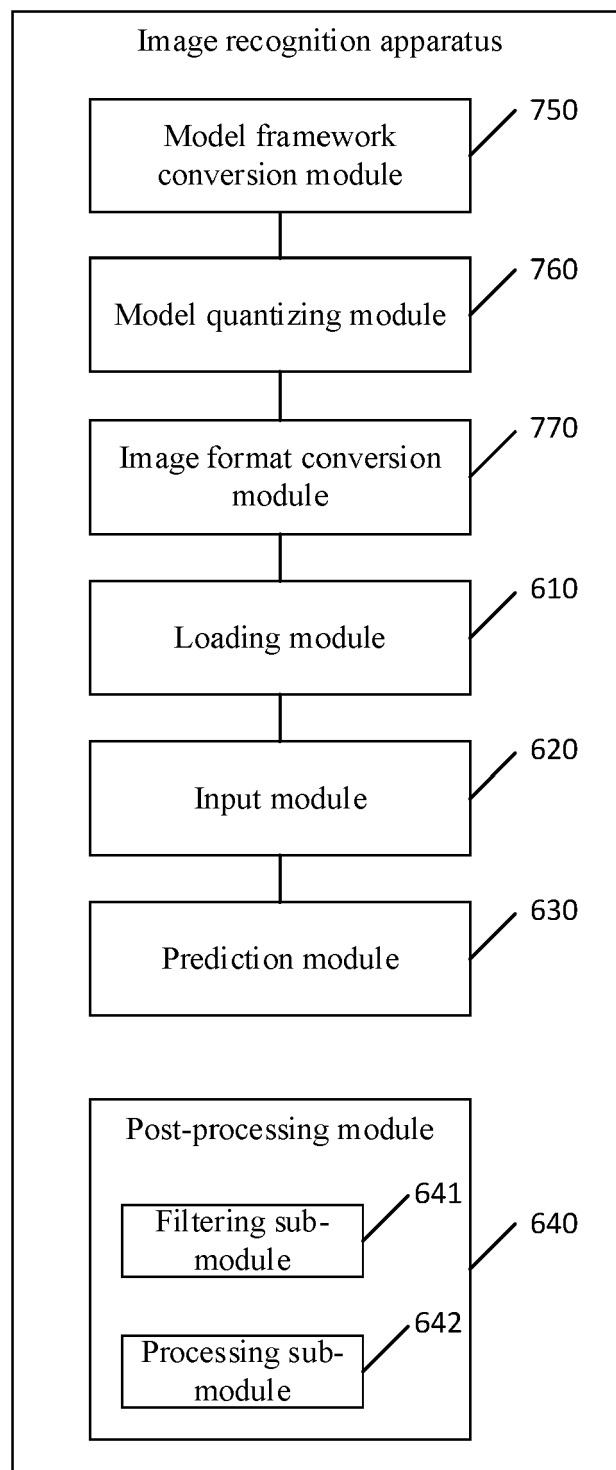 Image recognition apparatus
750
Model framework
conversion module
760
Model quantizing module
770
Image format conversion
module
610
Loading module
620
Input module
630
Prediction module
Post-processing module
641
Filtering sub-
module
640
642
Processing sub-
module